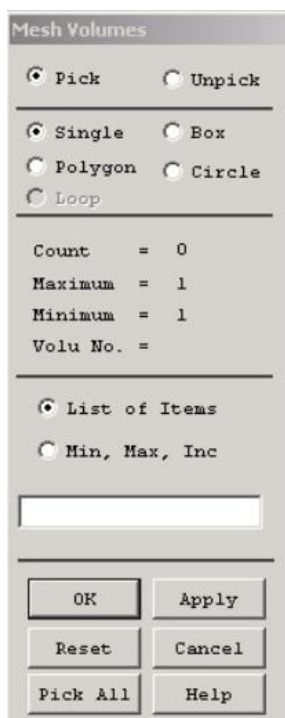 Mesh Volumes
Pick Unpick
Single Box
Polygon Circle
Loop
Count = 0
Maximum = 1
Minimum = 1
Volu No. =
List of Items
Min, Max, Inc
OK Apply
Reset Cancel
Pick All Help